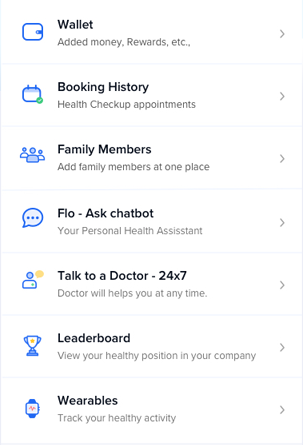 Wallet
Added money, Rewards, etc.,
Booking History
Health Checkup appointments
Family Members
Add family members at one place
Flo - Ask chatbot
Your Personal Health Assisstant
Talk to a Doctor - 24x7
Doctor will helps you at any time.
Leaderboard
View your healthy position in your company
Wearables
Track your healthy activity